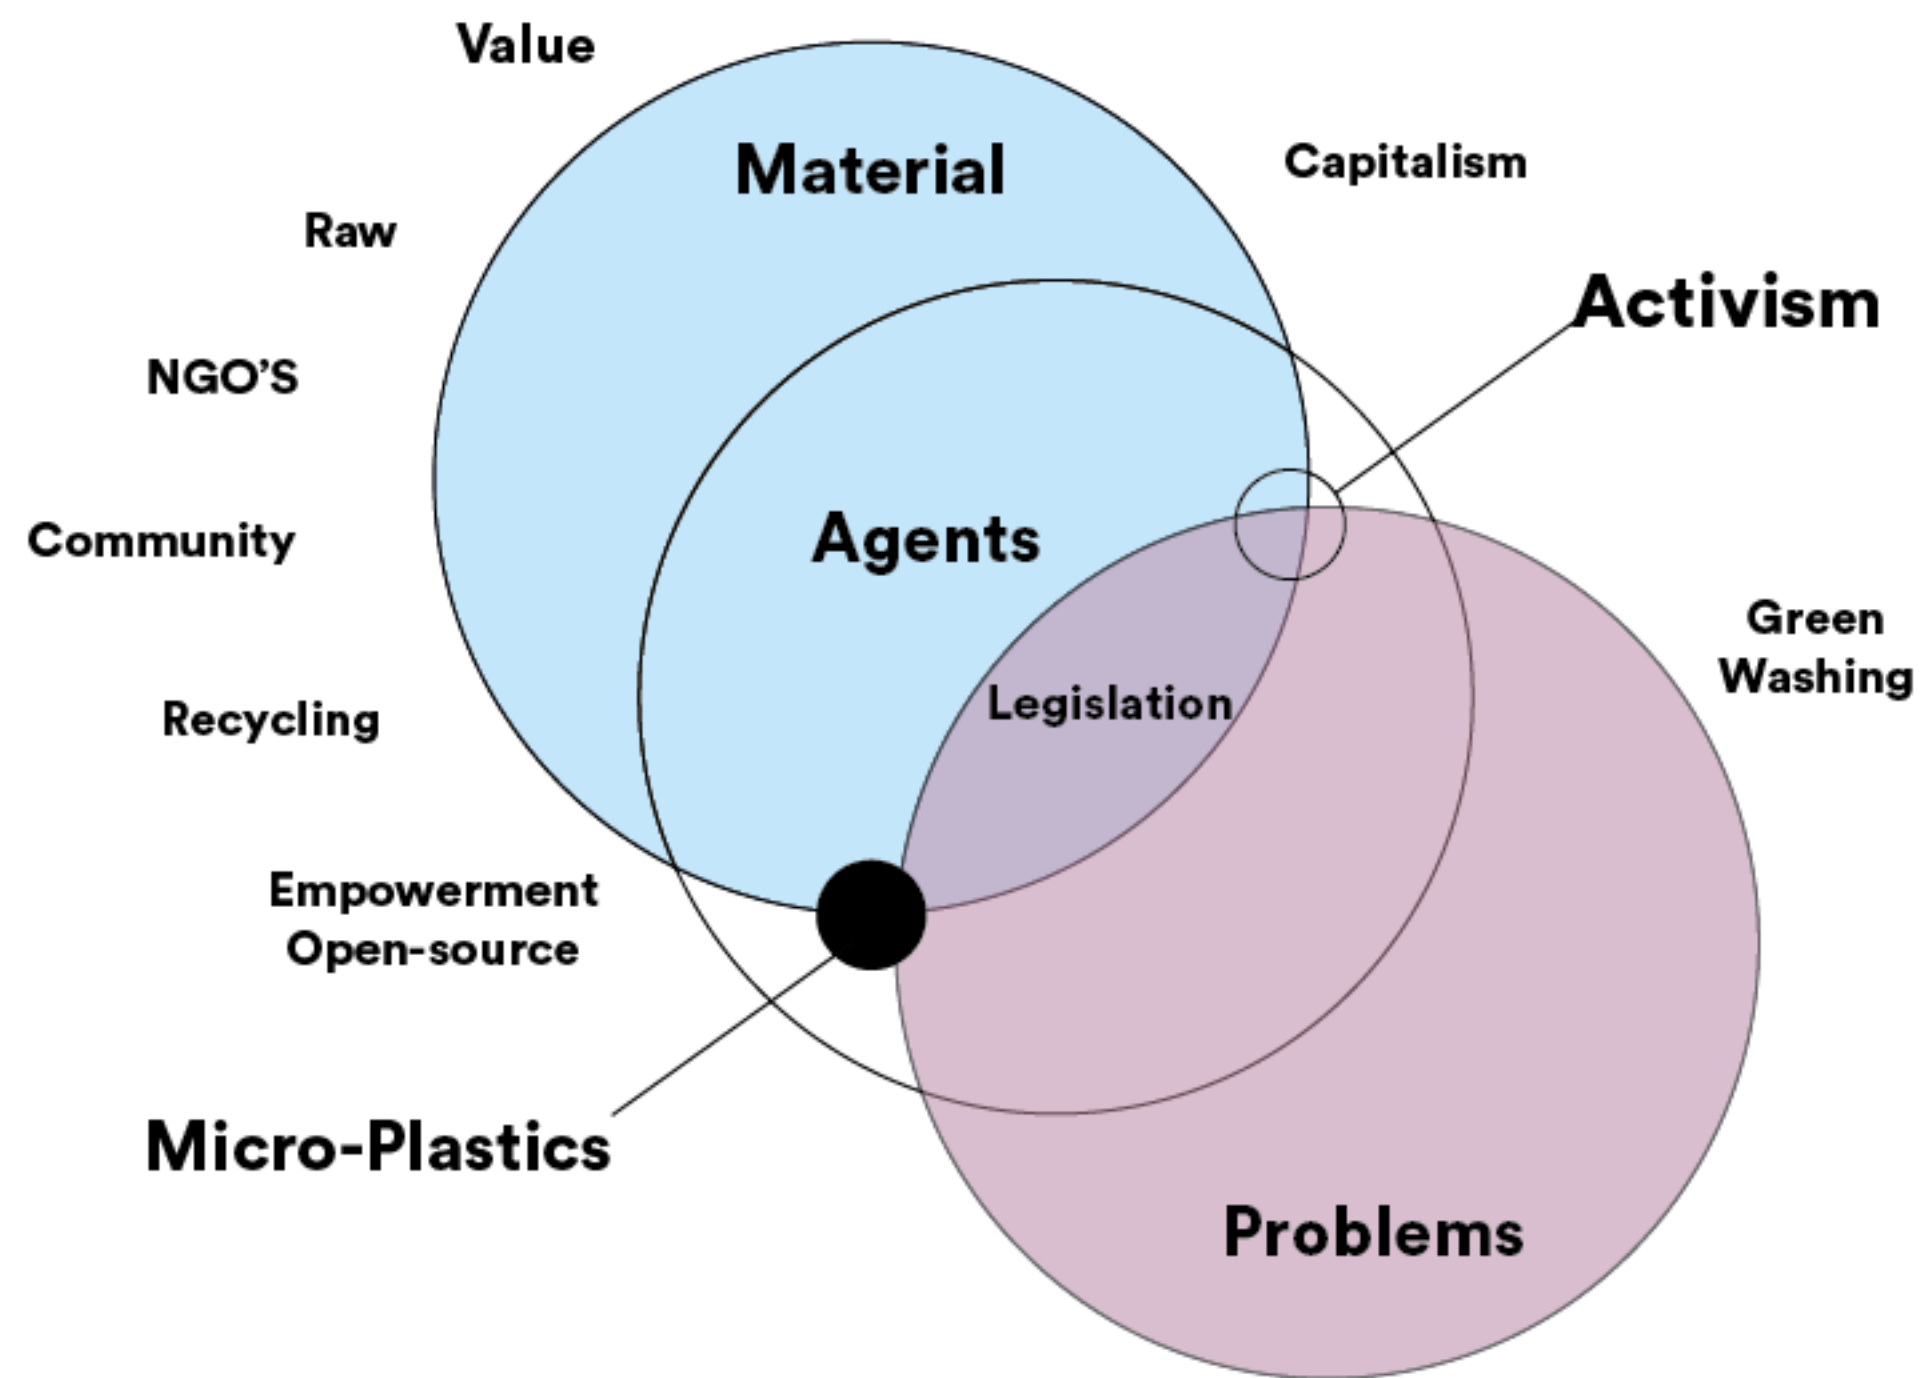 Value
Material
Capitalism
Raw
Activism
NGO’S
Agents
Community
Green
Washing
Legislation
Recycling
Empowerment
Open-source
Micro-Plastics
Problems